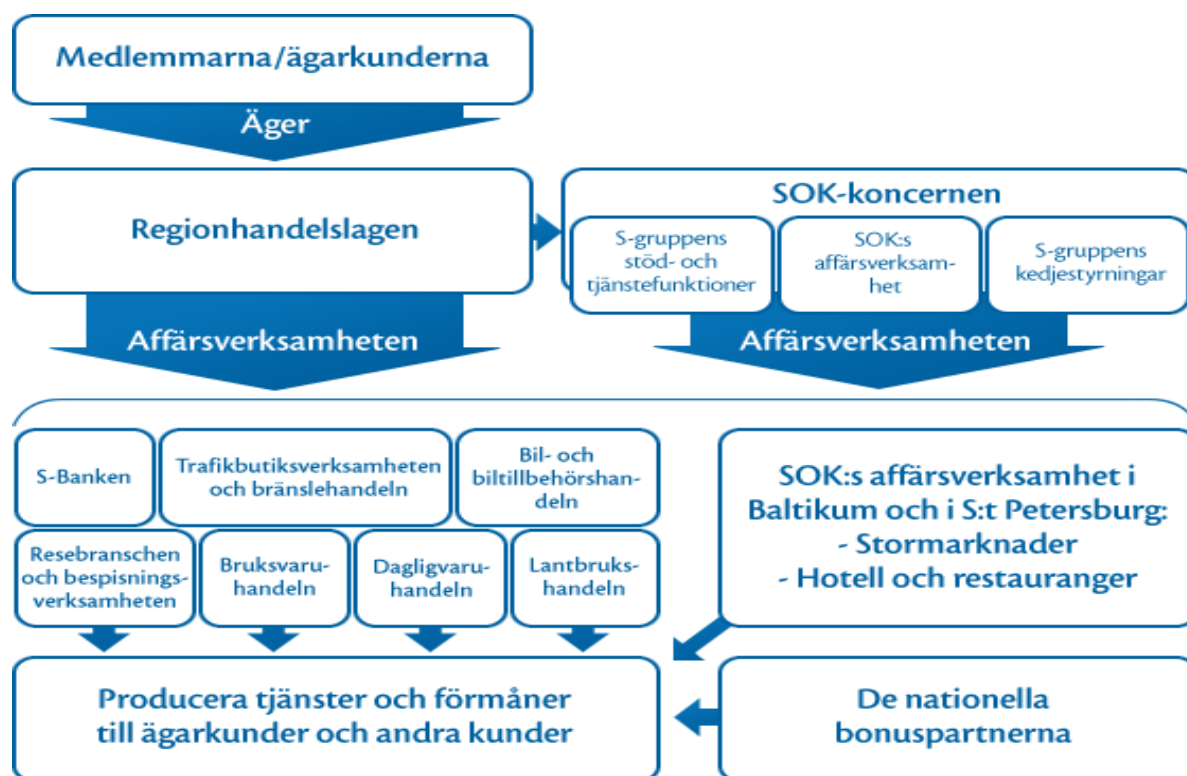 Medlemmarna/ägarkunderna
Äger
Regionhandelslagen
SOK-koncernen
S-gruppens
stöd- och
tjänstefunktioner
SOK:s
affärsverksam-
het
S-gruppens
kedjestyrningar
Affärsverksamheten
Affärsverksamheten
S-Banken
Trafikbutiksverksamheten
och bränslehandeln
Bil- och
biltillbehörshan-
deln
Resebranschen
och bespisnings-
verksamheten
Bruksvaru-
handeln
Dagligvaru-
handeln
Lantbruks-
handeln
SOK:s affärsverksamhet i
Baltikum och i S:t Petersburg:
- Stormarknader
- Hotell och restauranger
Producera tjänster och förmåner
till ägarkunder och andra kunder
De nationella
bonuspartnerna